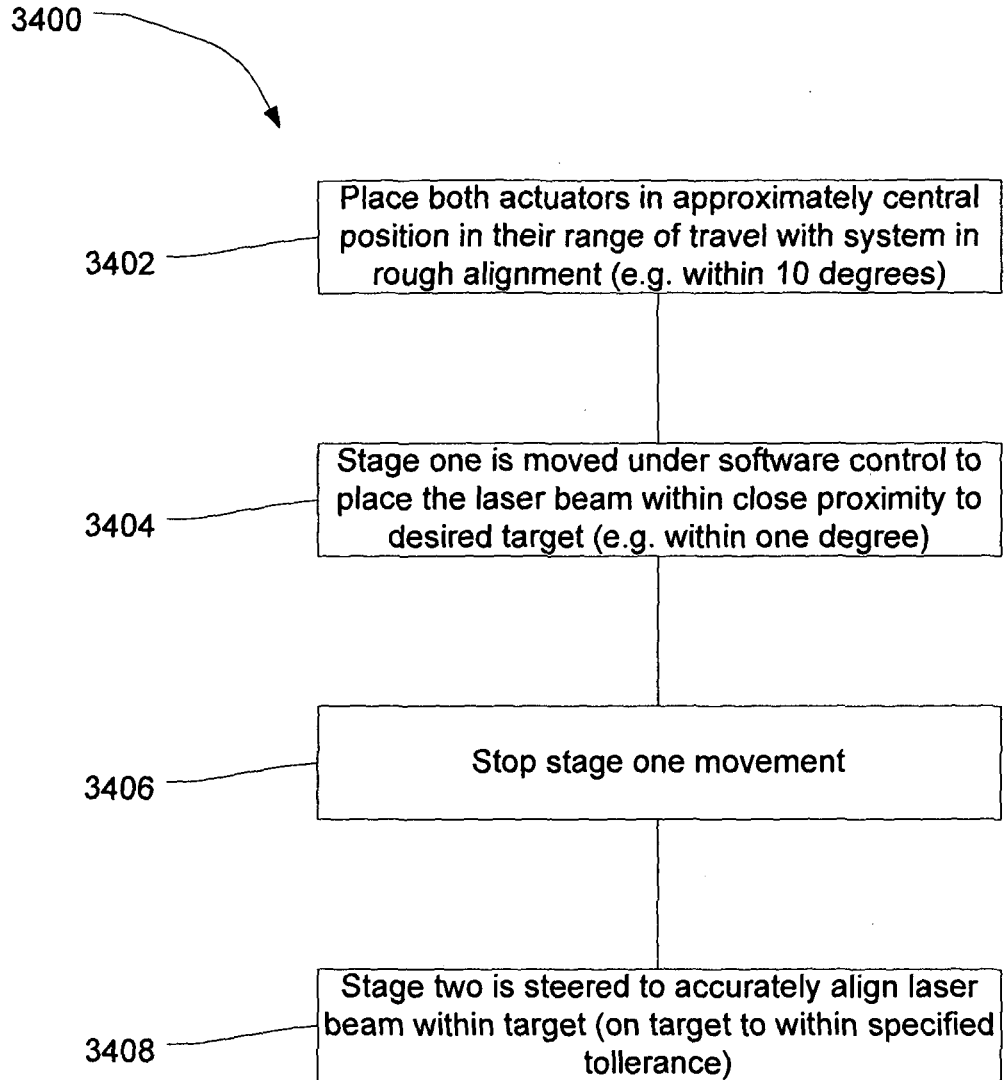 3400
Place both actuators in approximately central
position in their range of travel with system in
rough alignment (e.g. within 10 degrees)
3402
Stage one is moved under software control to
place the laser beam within close proximity to
desired target (e.g. within one degree)
3404
Stop stage one movement
3406
Stage two is steered to accurately align laser
beam within target (on target to within specified
tollerance)
3408